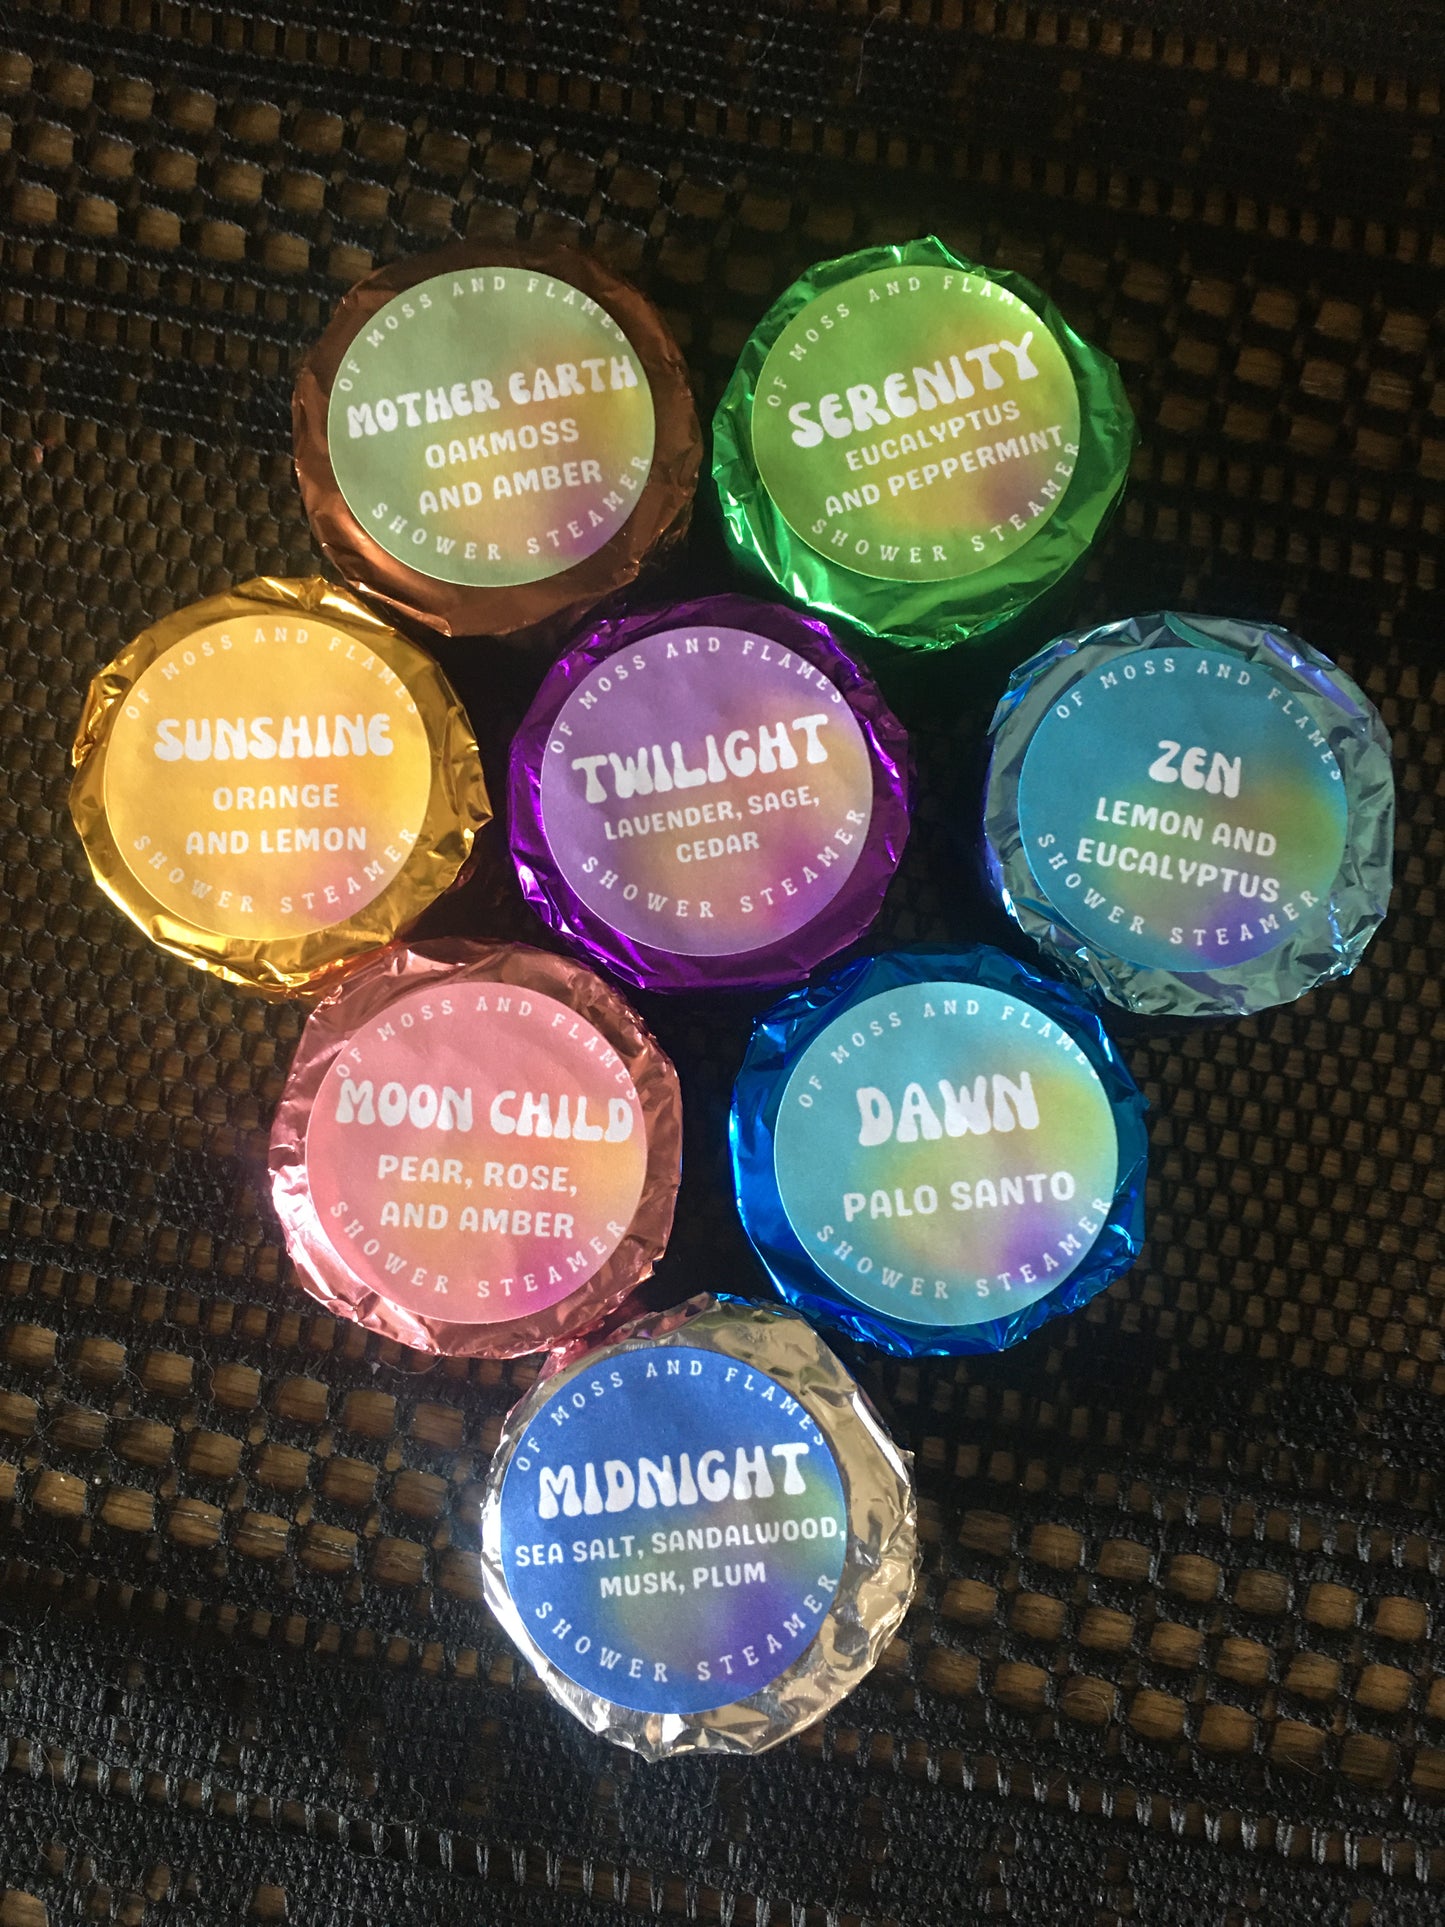 OF MOSS AND FLAMES
MOTHER EARTH
OAKMOSS
AND AMBER
SHOWER STEAMER
OF MOSS AND FLAM
SERENITY
EUCALYPTUS
AND PEPPERMINT
SHOWER STEAMER
OF MOSS AND FLAMES
SUNSHINE
ORANGE
AND LEMON
SHOWER STEAMER
OF MOSS AND FLAMES
TWILIGHT
LAVENDER, SAGE,
CEDAR
SHOWER STEAMER
OF MOSS AND FLAMES
ZEN
LEMON AND
EUCALYPTUS
SHOWER STEAMER
OF MOSS AND FLAMES
MOON CHILD
PEAR, ROSE,
AND AMBER
SHOWER STEAMER
OF MOSS AND FLAME
DAWN
PALO SANTO
SHOWER STEAMER
OF MOSS AND FLAMES
MIDNIGHT
SEA SALT, SANDALWOOD,
MUSK, PLUM
SHOWER STEAMER